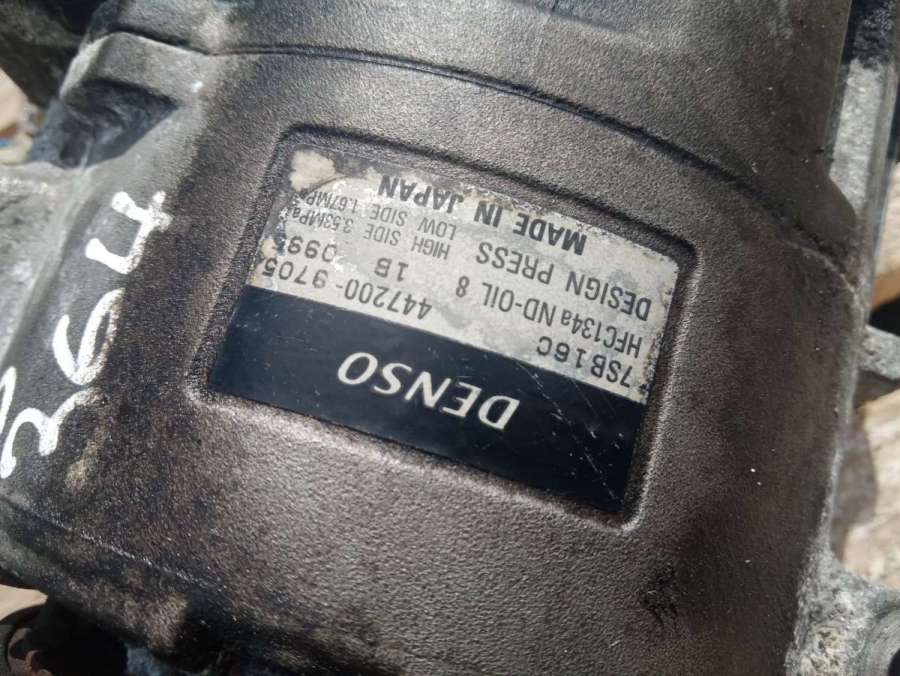 DENSO
7SB16C 447200-9705
HFC134a ND-OIL 8 1B
DESIGN PRESS HIGH SIDE 3.53MPa
LOW SIDE 1.67MPa
MADE IN JAPAN
364